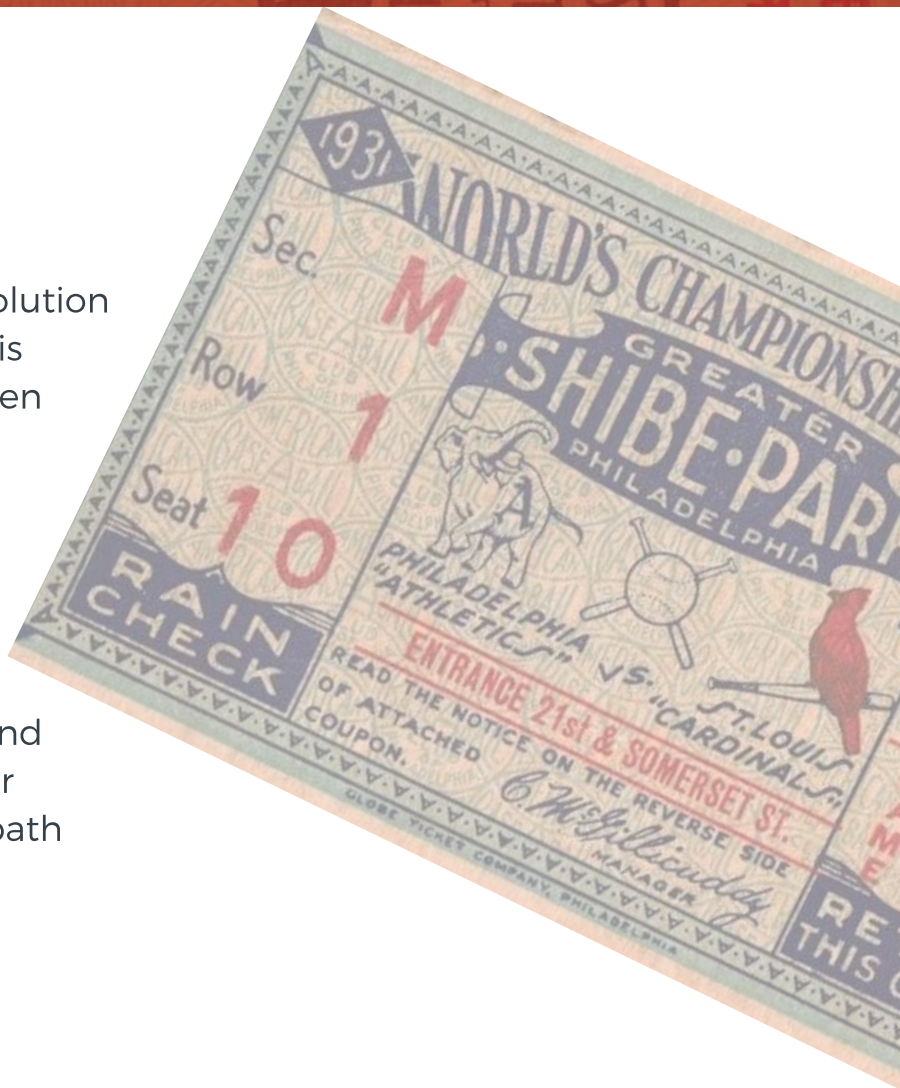 olution
is
en
nd
r
path
1931
WORLD'S CHAMPIONSH
Sec. M
Row 1
Seat 10
RAIN
CHECK
GREATER
SHIBE·PARK
PHILADELPHIA
A
PHILADELPHIA
"ATHLETICS"
VS.
ST. LOUIS
"CARDINALS"
ENTRANCE 21st & SOMERSET ST.
READ THE NOTICE ON THE REVERSE SIDE
OF ATTACHED
COUPON.
C. McGillicuddy
MANAGER
A
M
E
RE
THIS C
GLOBE TICKET COMPANY, PHILADELPHIA